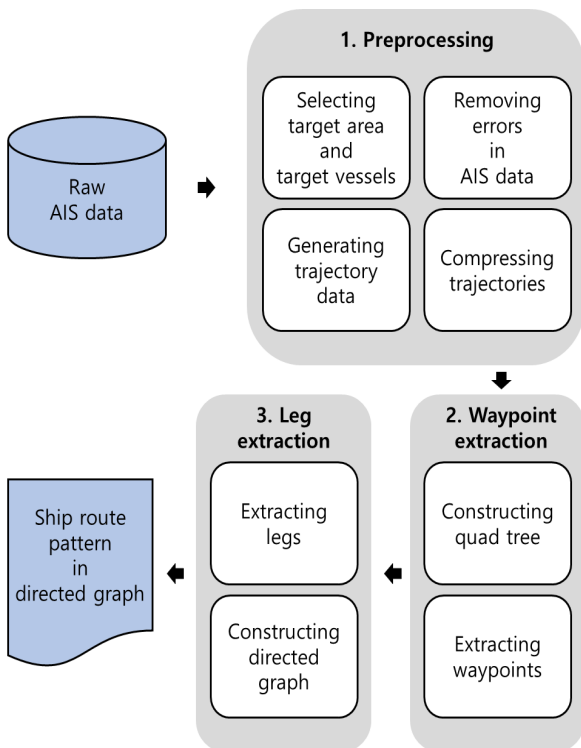 1. Preprocessing
Selecting
target area
and
target vessels
Removing
errors
in
AIS data
Raw
AIS data
Generating
trajectory
data
Compressing
trajectories
3. Leg
extraction
2. Waypoint
extraction
Extracting
legs
Constructing
quad tree
Ship route
pattern
in
directed graph
Constructing
directed
graph
Extracting
waypoints